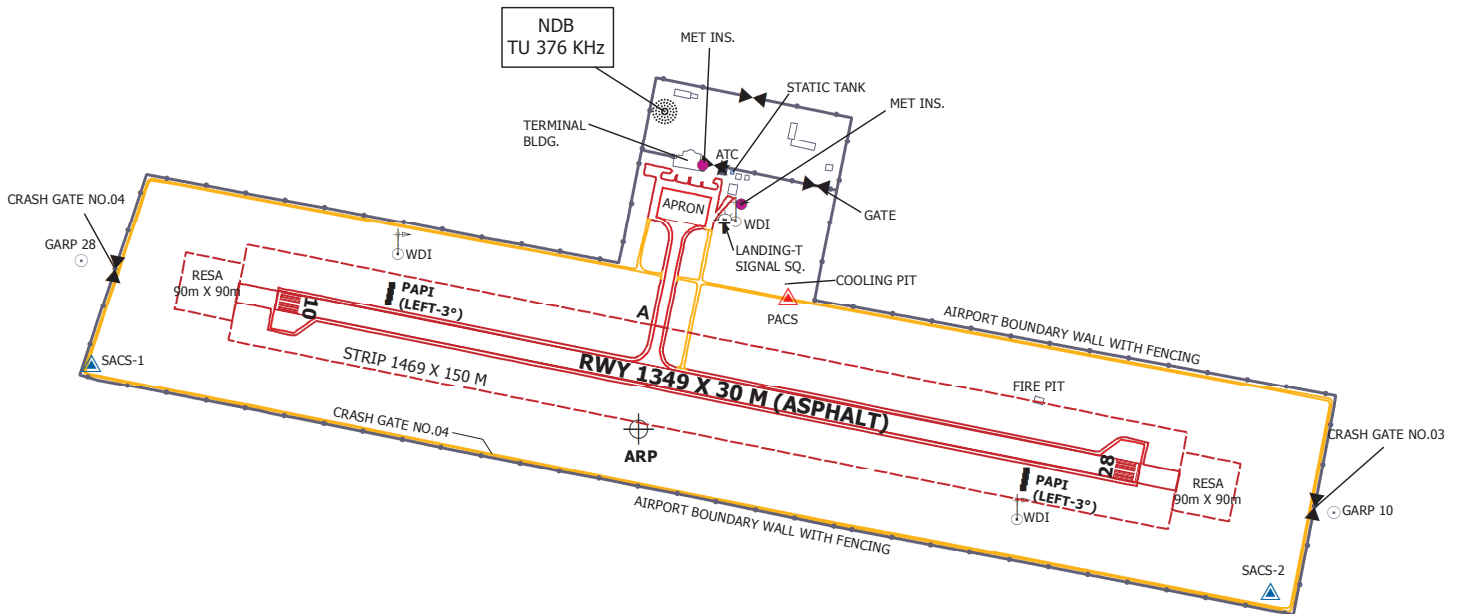 NDB
TU 376 KHz
MET INS.
STATIC TANK
MET INS.
TERMINAL
BLDG.
ATC
CRASH GATE NO.04
GARP 28
APRON
GATE
WDI
WDI
LANDING-T
SIGNAL SQ.
COOLING PIT
RESA
90m X 90m
PAPI
(LEFT-3°)
10
A
PACS
AIRPORT BOUNDARY WALL WITH FENCING
SACS-1
STRIP 1469 X 150 M
RWY 1349 X 30 M (ASPHALT)
FIRE PIT
CRASH GATE NO.04
ARP
CRASH GATE NO.03
28
PAPI
(LEFT-3°)
RESA
90m X 90m
WDI
GARP 10
AIRPORT BOUNDARY WALL WITH FENCING
SACS-2